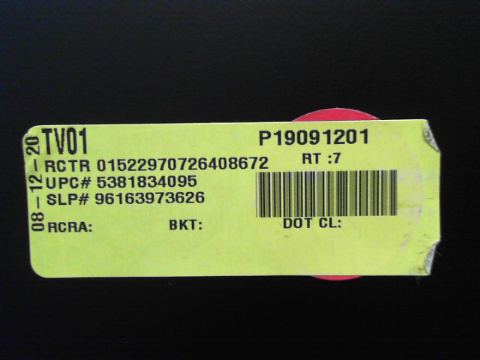 08-12-20
TV01 P19091201
RCTR 01522970726408672 RT :7
UPC# 5381834095
SLP# 96163973626
RCRA: BKT: DOT CL: